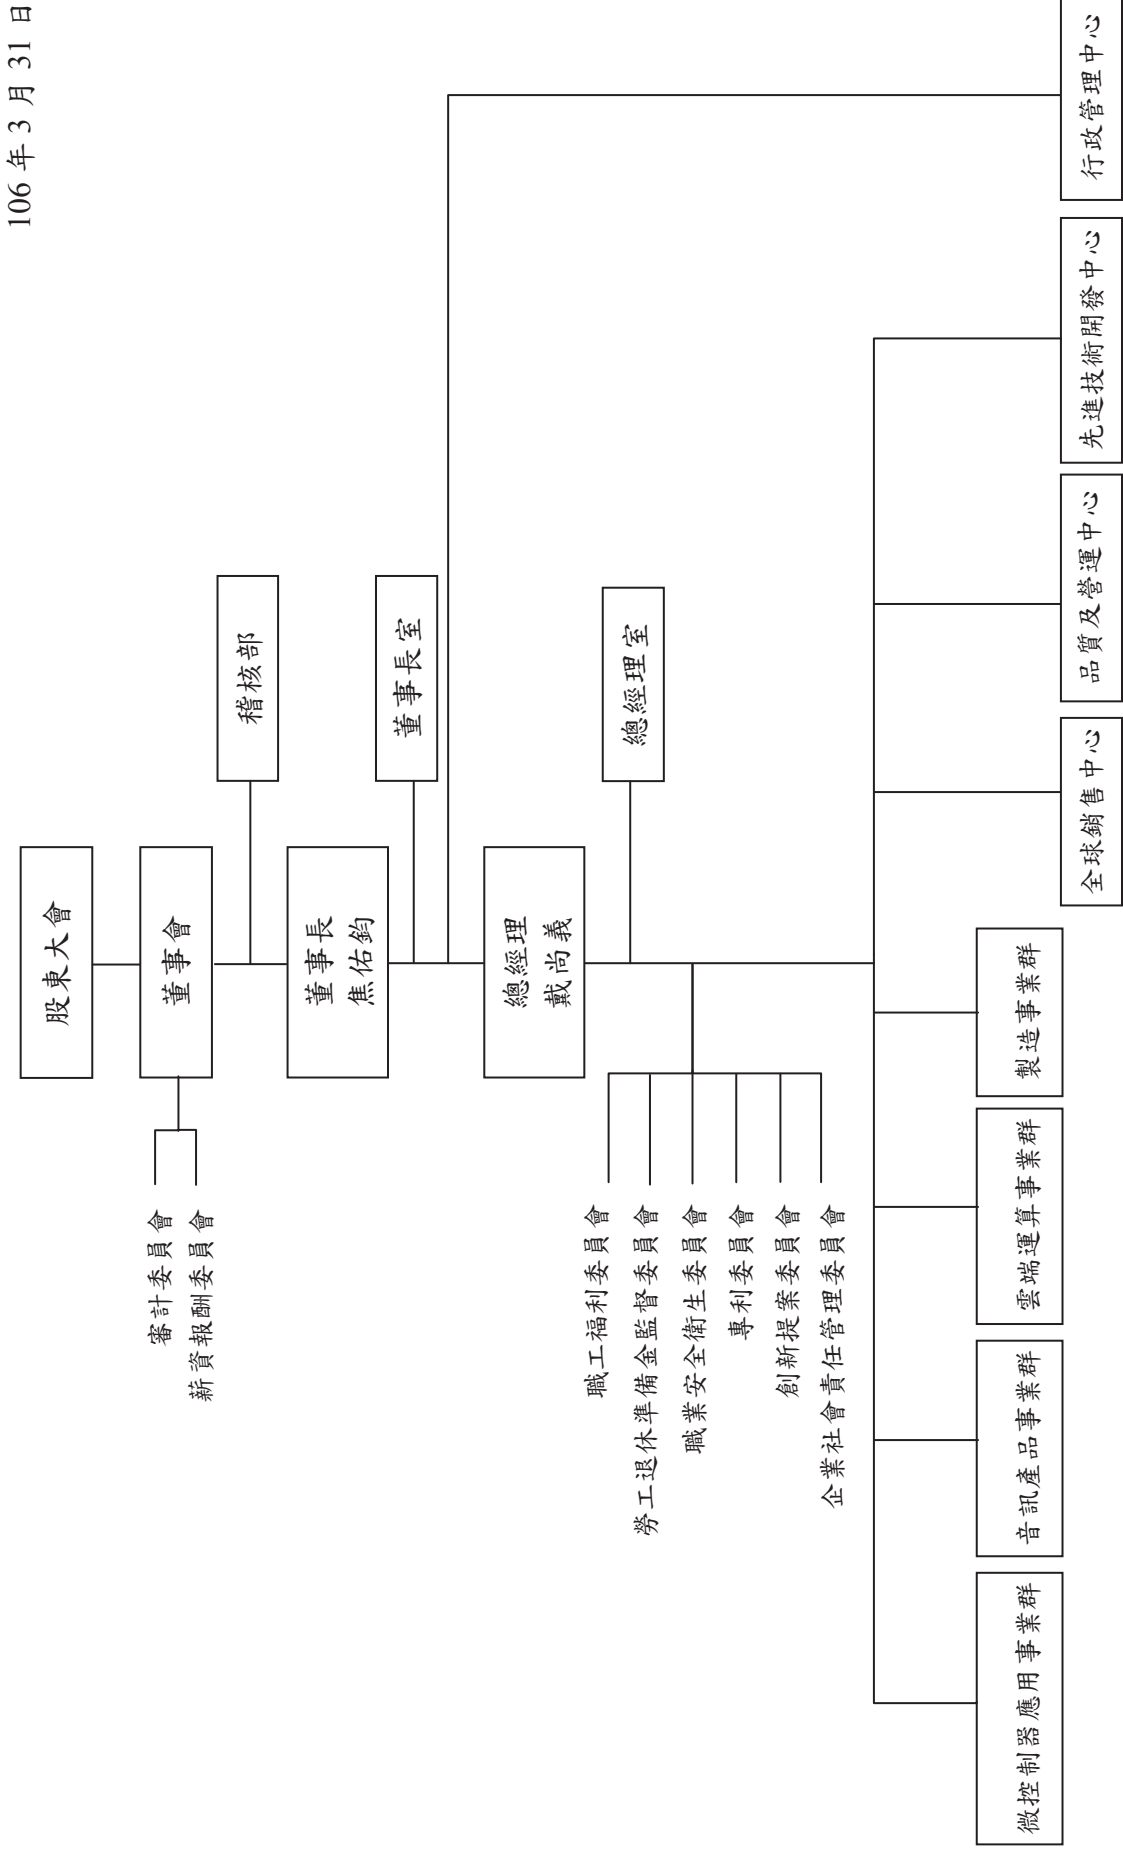 106 年 3 月 31 日
股東大會
董事會
審計委員會
薪資報酬委員會
稽核部
董事長
焦佑鈞
董事長室
總經理
戴尚義
總經理室
職工福利委員會
勞工退休準備金監督委員會
職業安全衛生委員會
專利委員會
創新提案委員會
企業社會責任管理委員會
微控制器應用事業群
音訊產品事業群
雲端運算事業群
製造事業群
全球銷售中心
品質及營運中心
先進技術開發中心
行政管理中心